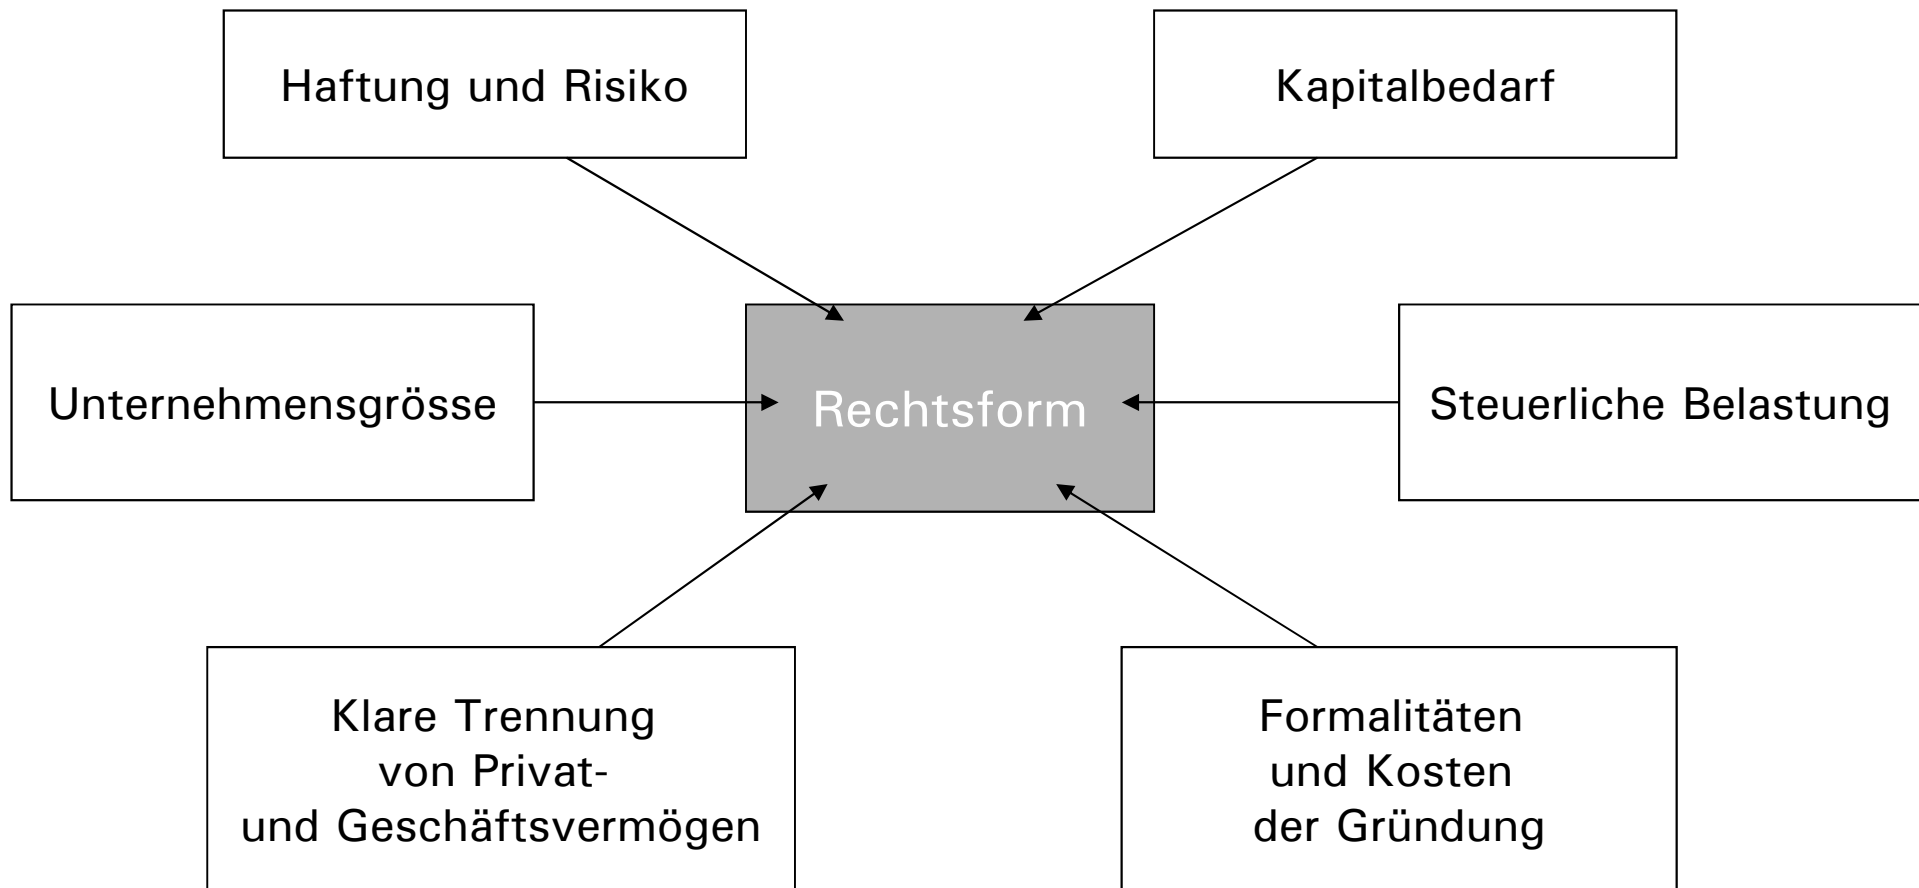 Haftung und Risiko
Kapitalbedarf
Unternehmensgrösse
Rechtsform
Steuerliche Belastung
Klare Trennung
von Privat-
und Geschäftsvermögen
Formalitäten
und Kosten
der Gründung